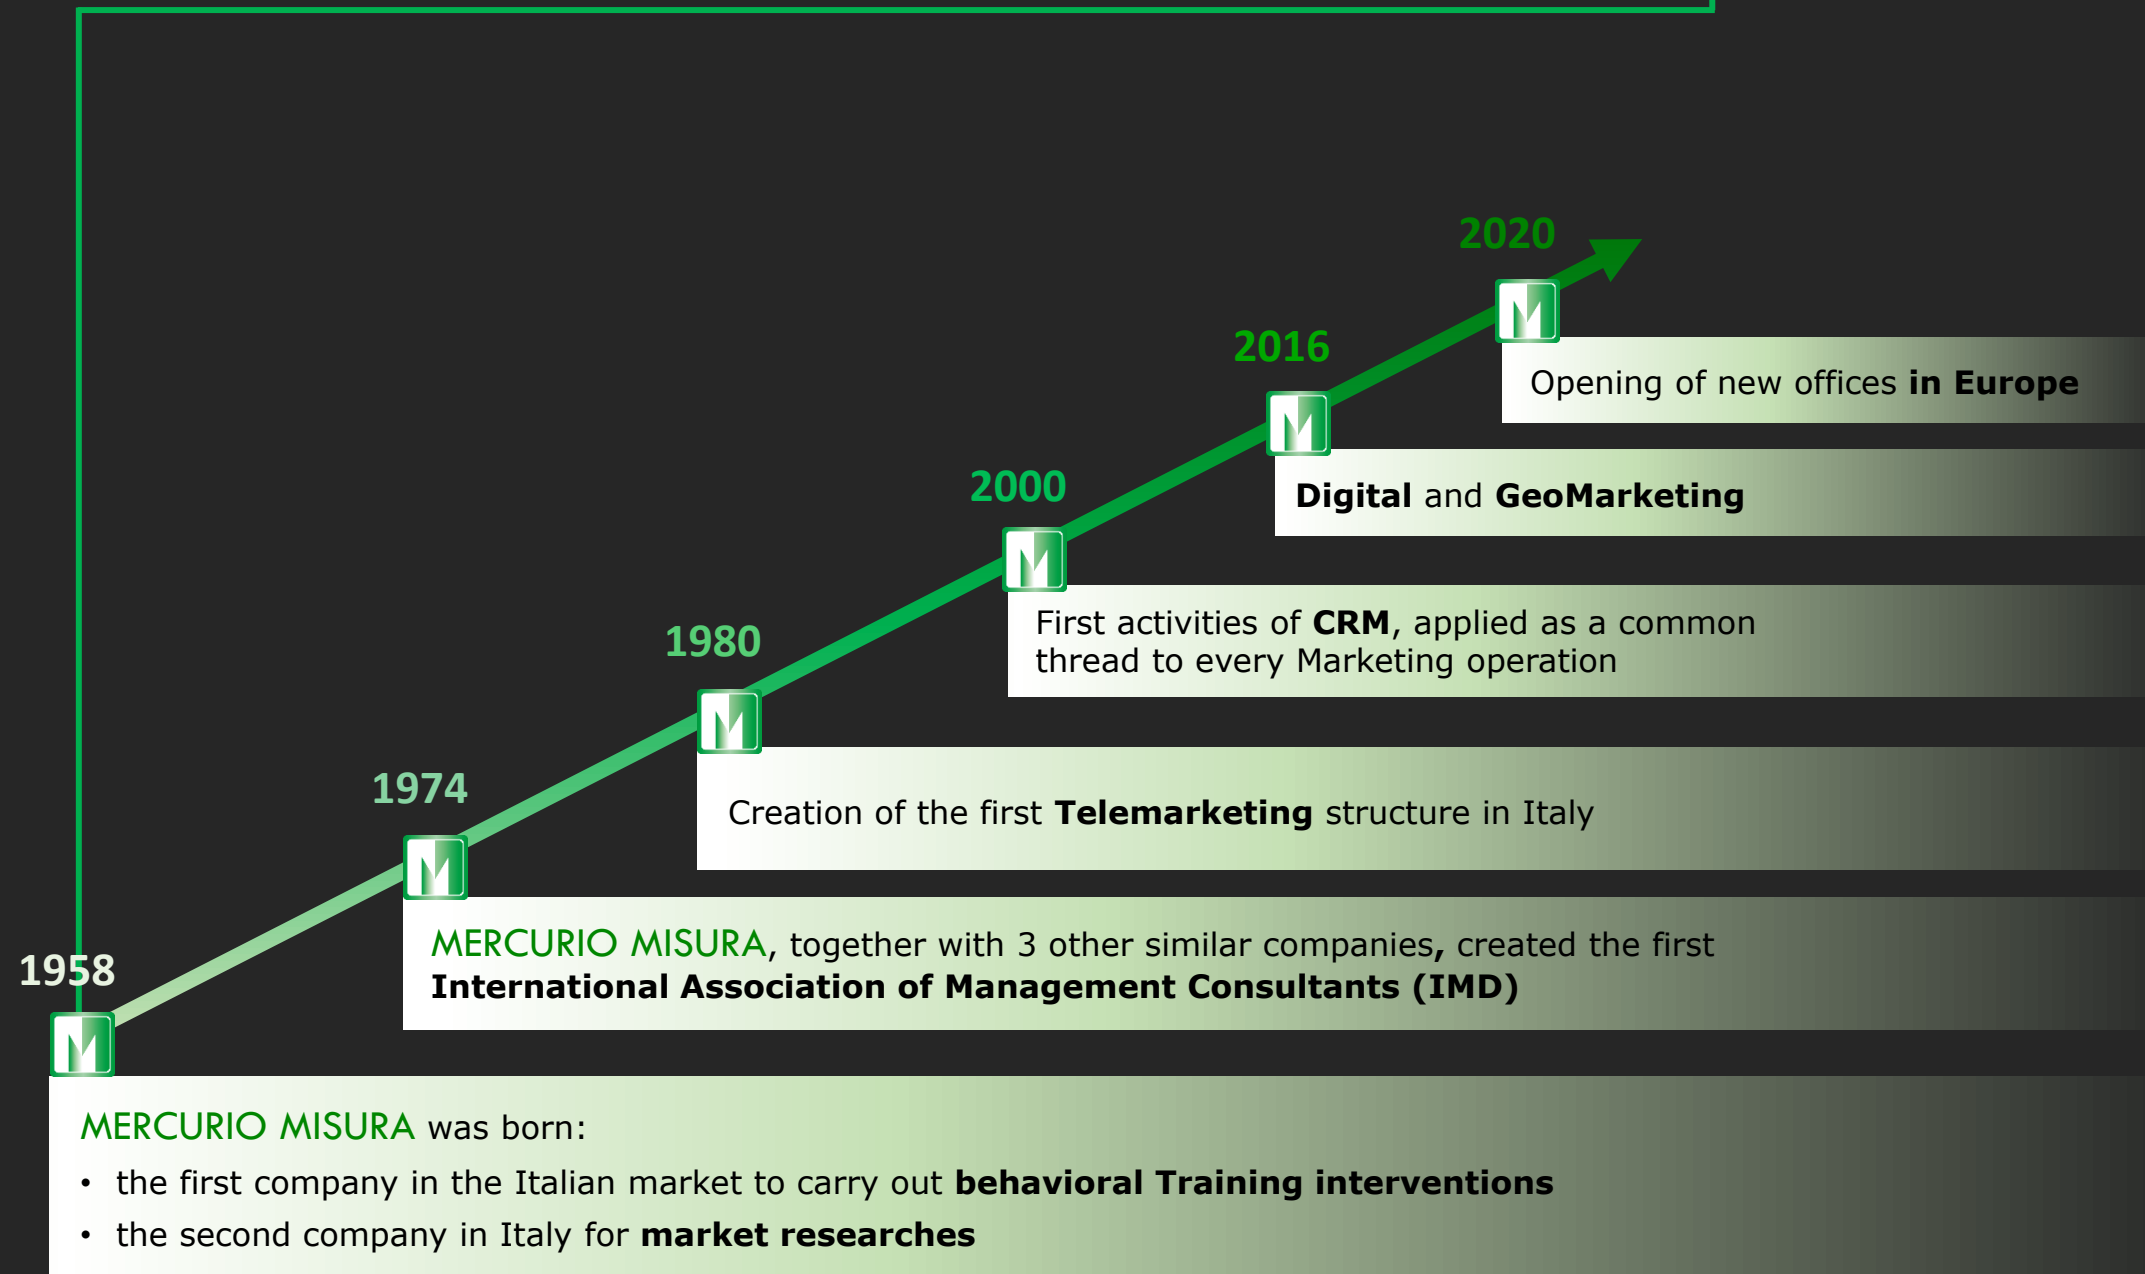 2020
Opening of new offices in Europe
2016
Digital and GeoMarketing
2000
First activities of CRM, applied as a common
thread to every Marketing operation
1980
Creation of the first Telemarketing structure in Italy
1974
MERCURIO MISURA, together with 3 other similar companies, created the first
International Association of Management Consultants (IMD)
1958
MERCURIO MISURA was born:
• the first company in the Italian market to carry out behavioral Training interventions
• the second company in Italy for market researches
M
M
M
M
M
M